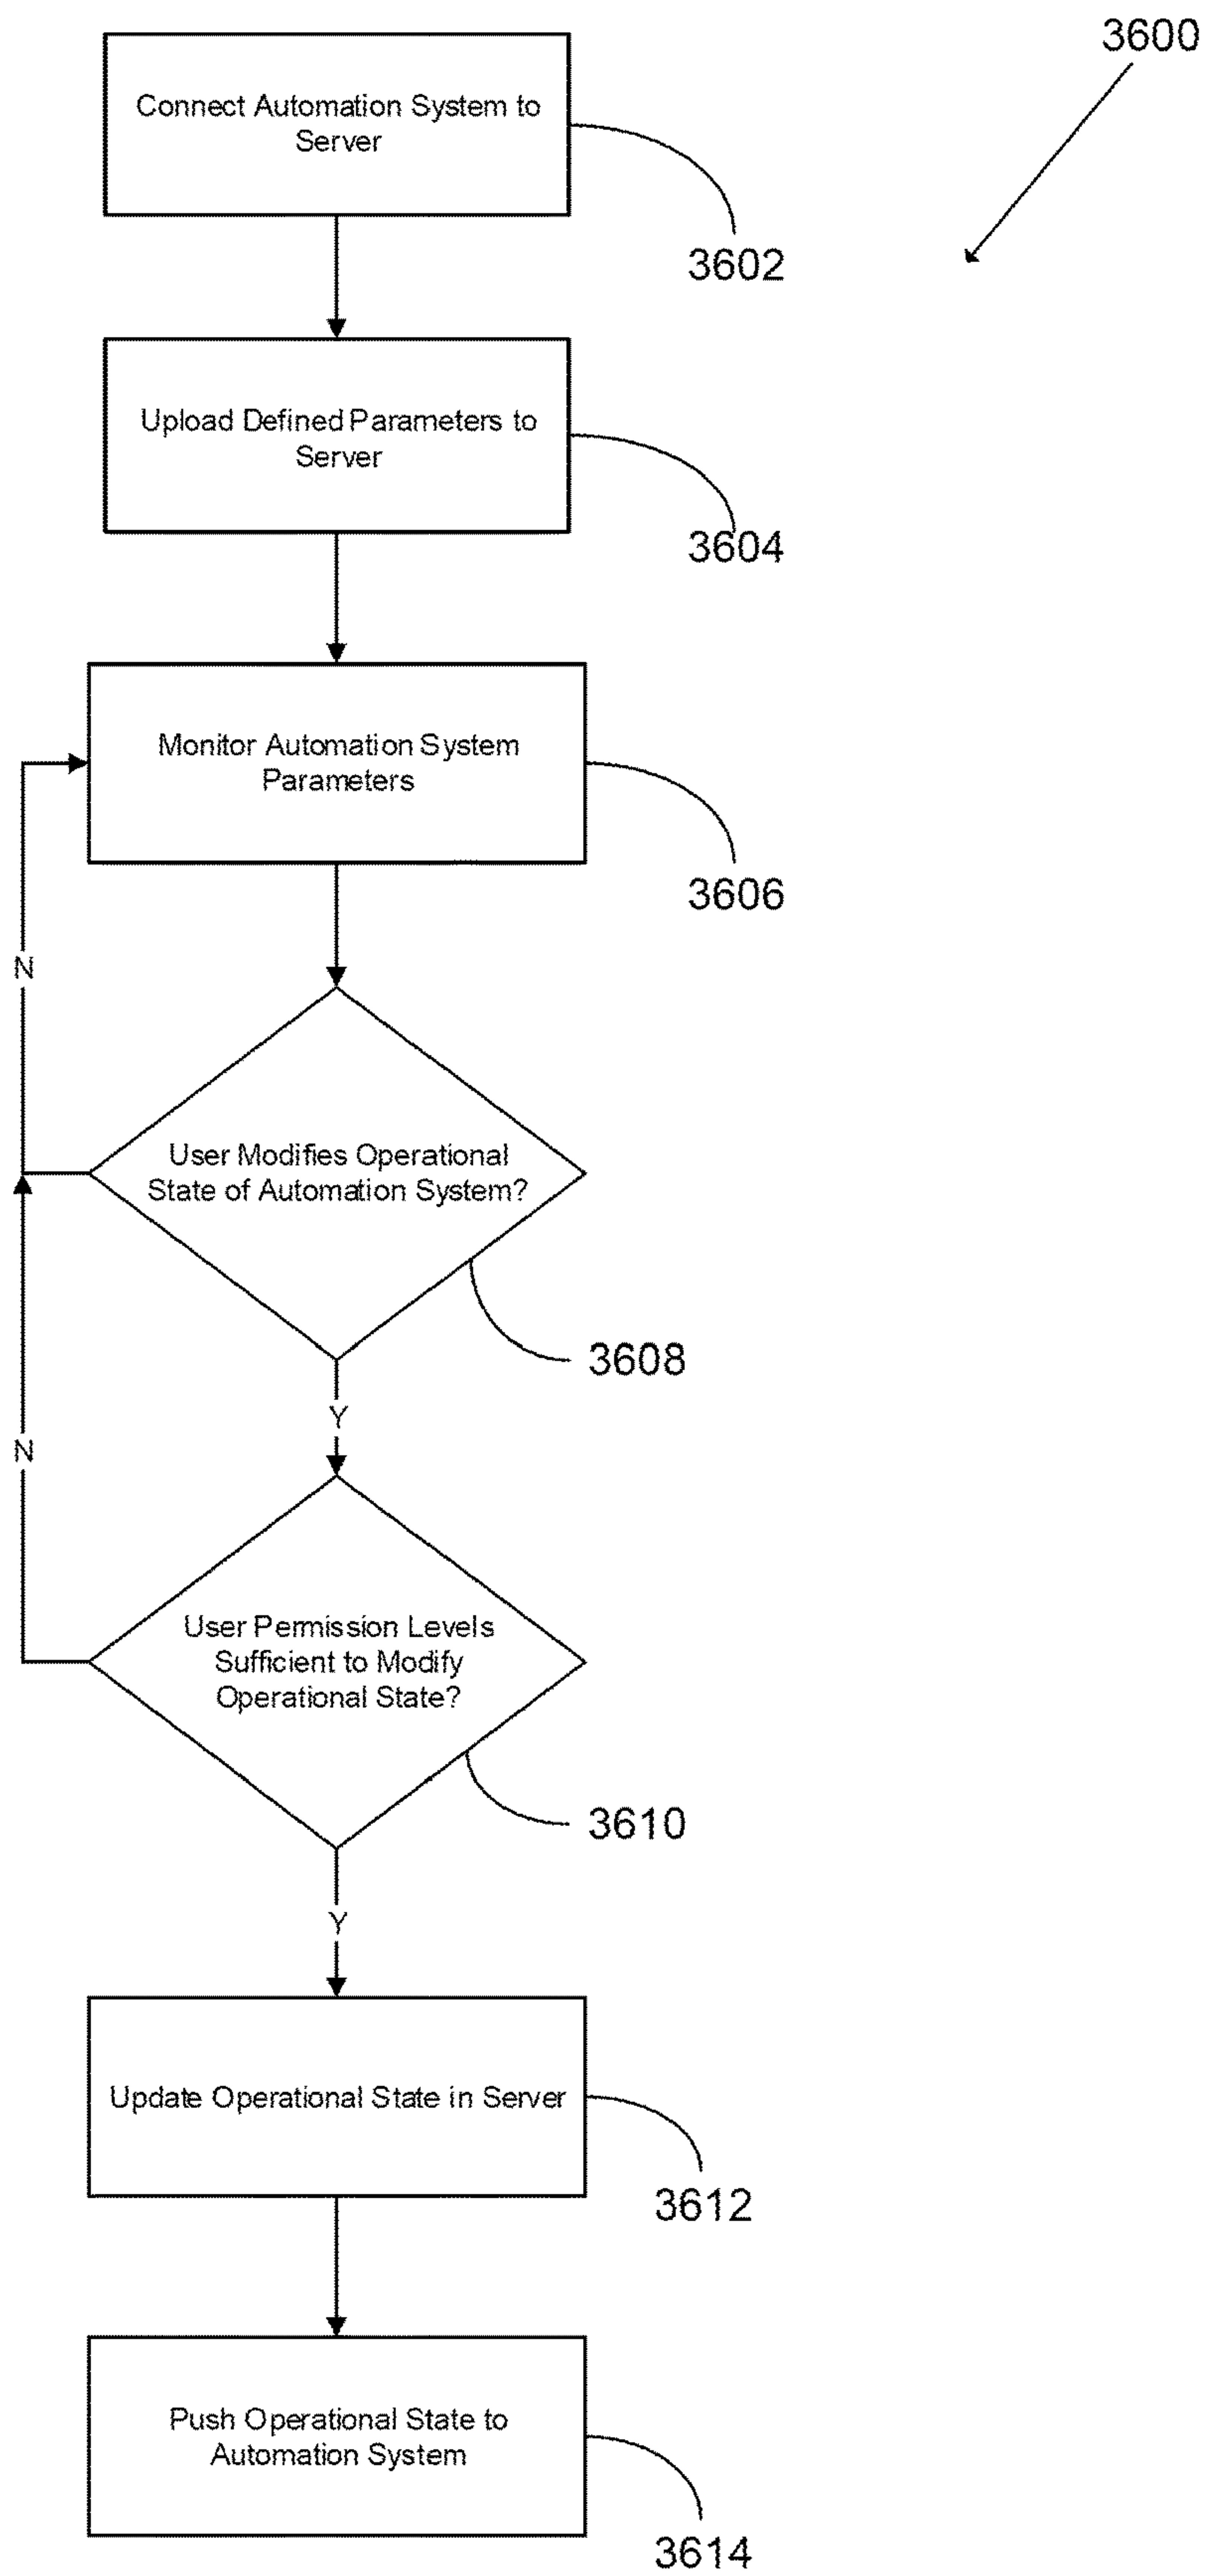 3600
Connect Automation System to
Server
3602
Upload Defined Parameters to
Server
3604
Monitor Automation System
Parameters
3606
N
User Modifies Operational
State of Automation System?
3608
Y
N
User Permission Levels
Sufficient to Modify
Operational State?
3610
Y
Update Operational State in Server
3612
Push Operational State to
Automation System
3614